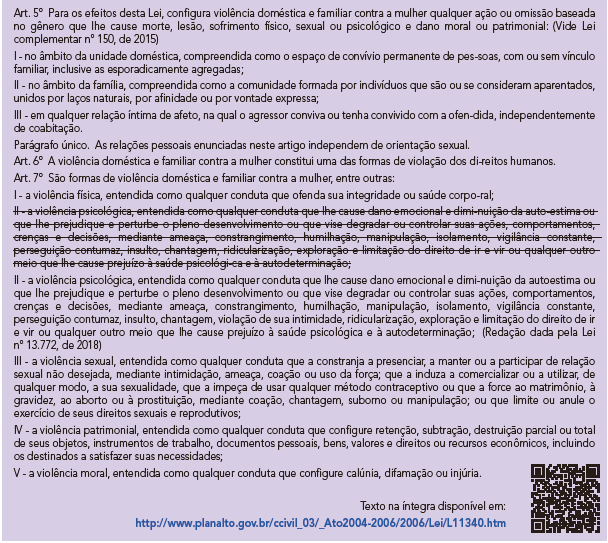 Art. 5º Para os efeitos desta Lei, configura violência doméstica e familiar contra a mulher qualquer ação ou omissão baseada
no gênero que lhe cause morte, lesão, sofrimento físico, sexual ou psicológico e dano moral ou patrimonial: (Vide Lei
complementar nº 150, de 2015)
I - no âmbito da unidade doméstica, compreendida como o espaço de convívio permanente de pes-soas, com ou sem vínculo
familiar, inclusive as esporadicamente agregadas;
II - no âmbito da família, compreendida como a comunidade formada por indivíduos que são ou se consideram aparentados,
unidos por laços naturais, por afinidade ou por vontade expressa;
III - em qualquer relação íntima de afeto, na qual o agressor conviva ou tenha convivido com a ofen-dida, independentemente
de coabitação.
Parágrafo único. As relações pessoais enunciadas neste artigo independem de orientação sexual.
Art. 6º A violência doméstica e familiar contra a mulher constitui uma das formas de violação dos di-reitos humanos.
Art. 7º São formas de violência doméstica e familiar contra a mulher, entre outras:
I - a violência física, entendida como qualquer conduta que ofenda sua integridade ou saúde corpo-ral;
II - a violência psicológica, entendida como qualquer conduta que lhe cause dano emocional e dimi-nuição da auto-estima ou
que lhe prejudique e perturbe o pleno desenvolvimento ou que vise degradar ou controlar suas ações, comportamentos,
crenças e decisões, mediante ameaça, constrangimento, humilhação, manipulação, isolamento, vigilância constante,
perseguição contumaz, insulto, chantagem, ridicularização, exploração e limitação do direito de ir e vir ou qualquer outro
meio que lhe cause prejuízo à saúde psicológi-ca e à autodeterminação;
II - a violência psicológica, entendida como qualquer conduta que lhe cause dano emocional e dimi-nuição da autoestima ou
que lhe prejudique e perturbe o pleno desenvolvimento ou que vise degradar ou controlar suas ações, comportamentos,
crenças e decisões, mediante ameaça, constrangimento, humilhação, manipulação, isolamento, vigilância constante,
perseguição contumaz, insulto, chantagem, violação de sua intimidade, ridicularização, exploração e limitação do direito de ir
e vir ou qualquer outro meio que lhe cause prejuízo à saúde psicológica e à autodeterminação; (Redação dada pela Lei
nº 13.772, de 2018)
III - a violência sexual, entendida como qualquer conduta que a constranja a presenciar, a manter ou a participar de relação
sexual não desejada, mediante intimidação, ameaça, coação ou uso da força; que a induza a comercializar ou a utilizar, de
qualquer modo, a sua sexualidade, que a impeça de usar qualquer método contraceptivo ou que a force ao matrimônio, à
gravidez, ao aborto ou à prostituição, mediante coação, chantagem, suborno ou manipulação; ou que limite ou anule o
exercício de seus direitos sexuais e reprodutivos;
IV - a violência patrimonial, entendida como qualquer conduta que configure retenção, subtração, destruição parcial ou total
de seus objetos, instrumentos de trabalho, documentos pessoais, bens, valores e direitos ou recursos econômicos, incluindo
os destinados a satisfazer suas necessidades;
V - a violência moral, entendida como qualquer conduta que configure calúnia, difamação ou injúria.
Texto na íntegra disponível em:
http://www.planalto.gov.br/ccivil_03/_Ato2004-2006/2006/Lei/L11340.htm